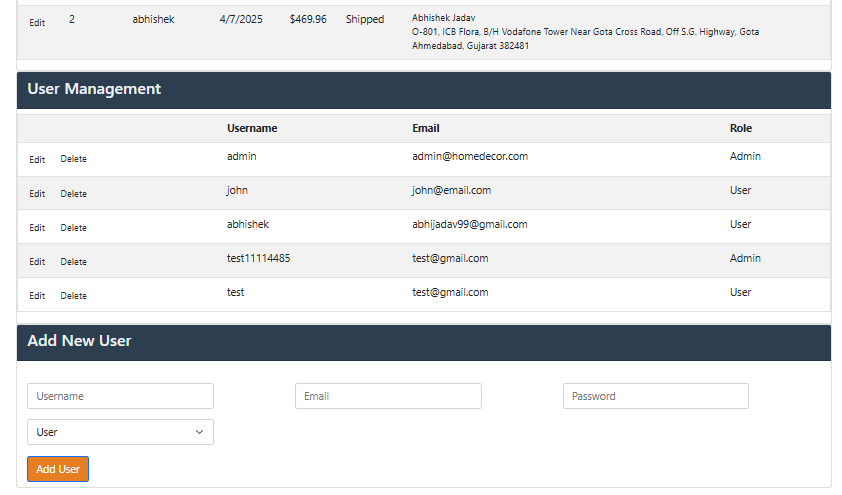 Edit 2 abhishek 4/7/2025 $469.96 Shipped Abhishek Jadav
O-801, ICB Flora, B/H Vodafone Tower Near Gota Cross Road, Off S.G. Highway, Gota
Ahmedabad, Gujarat 382481
User Management
Username Email Role
Edit Delete admin admin@homedecor.com Admin
Edit Delete john john@email.com User
Edit Delete abhishek abhijadav99@gmail.com User
Edit Delete test11114485 test@gmail.com Admin
Edit Delete test test@gmail.com User
Add New User
Username Email Password
User
Add User